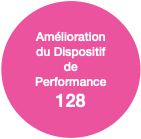 Amélioration
du Dispositif
de
Performance
128